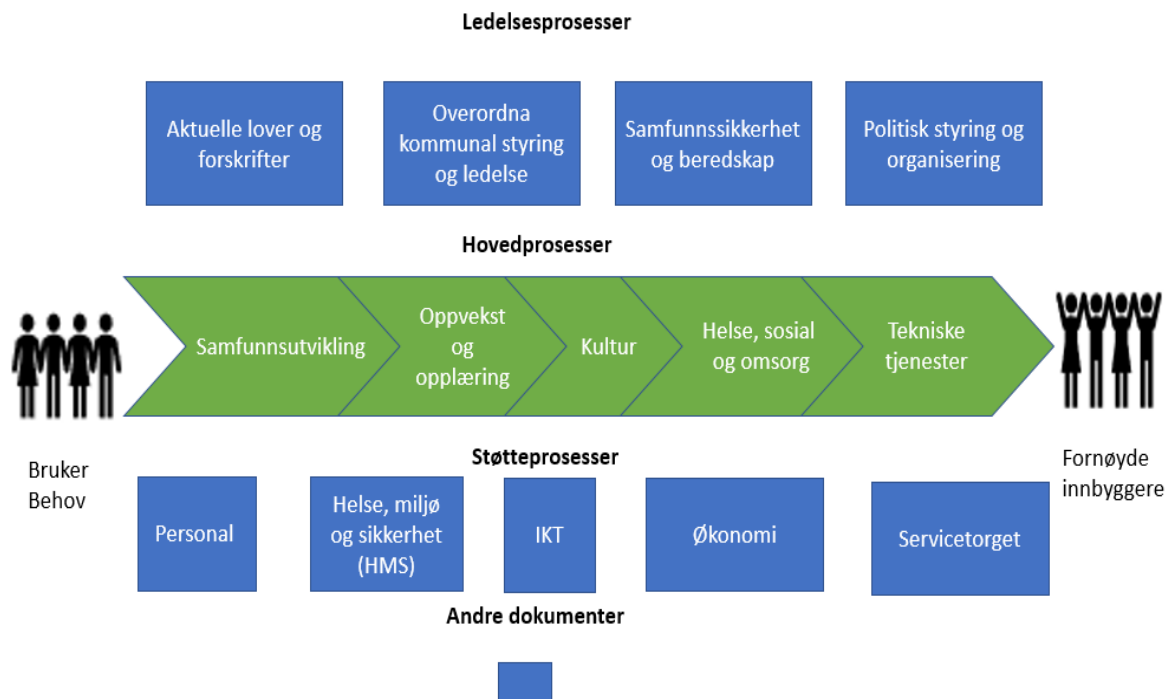 Ledelsesprosesser
Aktuelle lover og
forskrifter
Overordna
kommunal styring
og ledelse
Samfunnssikkerhet
og beredskap
Politisk styring og
organisering
Hovedprosesser
Samfunnsutvikling
Oppvekst
og
opplæring
Kultur
Helse, sosial
og omsorg
Tekniske
tjenester
Bruker
Behov
Fornøyde
innbyggere
Støtteprosesser
Personal
Helse, miljø
og sikkerhet
(HMS)
IKT
Økonomi
Servicetorget
Andre dokumenter